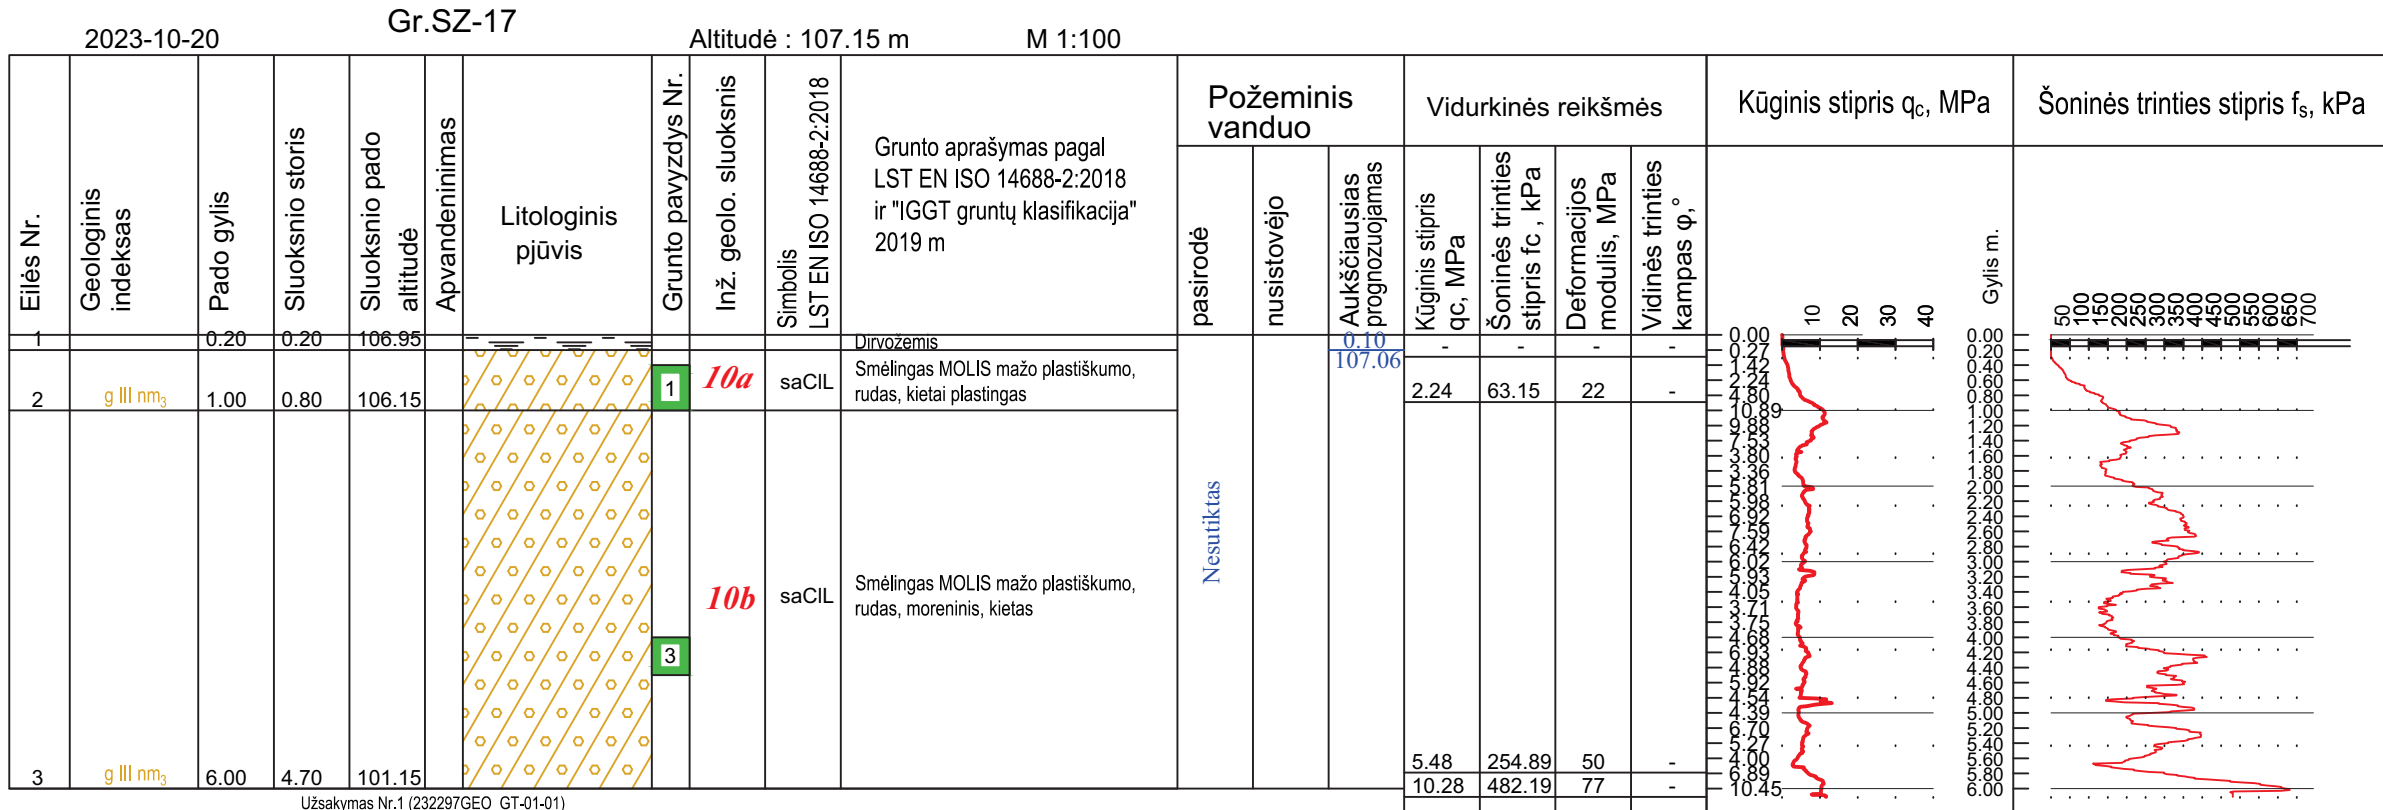 Gr.SZ-17
2023-10-20
Altitudė : 107.15 m
M 1:100
Eilės Nr.
Geologinis indeksas
Pado gylis
Sluoksnio storis
Sluoksnio pado altitudė
Apvandeninimas
Litologinis pjūvis
Grunto pavyzdys Nr.
Inž. geolo. sluoksnis
Simbolis LST EN ISO 14688-2:2018
Grunto aprašymas pagal
LST EN ISO 14688-2:2018
ir "IGGT gruntų klasifikacija"
2019 m
Požeminis vanduo
pasirodė
nusistovėjo
Aukščiausias prognozuojamas
Vidurkinės reikšmės
Kūginis stipris qc, MPa
Šoninės trinties stipris fc , kPa
Deformacijos modulis, MPa
Vidinės trinties kampas φ,°
Kūginis stipris qc, MPa
Šoninės trinties stipris fs, kPa
Gylis m.
10 20 30 40
50 100 150 200 250 300 350 400 450 500 550 600 650 700
1 0.20 0.20 106.95 Dirvožemis 0.10 - - - -
107.06
2 g III nm3 1.00 0.80 106.15 1 10a saClL
Smėlingas MOLIS mažo plastiškumo,
rudas, kietai plastingas
2.24 63.15 22 -
10b saClL
Smėlingas MOLIS mažo plastiškumo,
rudas, moreninis, kietas
Nesutiktas
3
3 g III nm3 6.00 4.70 101.15
5.48 254.89 50 -
10.28 482.19 77 -
0.00 0.00
0.27 0.20
1.42 0.40
2.24 0.60
4.80 0.80
10.89 1.00
9.88 1.20
7.53 1.40
3.80 1.60
3.36 1.80
5.81 2.00
5.98 2.20
6.92 2.40
7.59 2.60
6.42 2.80
6.02 3.00
5.93 3.20
4.05 3.40
3.71 3.60
3.75 3.80
4.68 4.00
6.93 4.20
4.88 4.40
5.92 4.60
4.54 4.80
4.39 5.00
6.70 5.20
5.27 5.40
4.00 5.60
6.89 5.80
10.45 6.00
Užsakymas Nr.1 (232297GEO_GT-01-01)